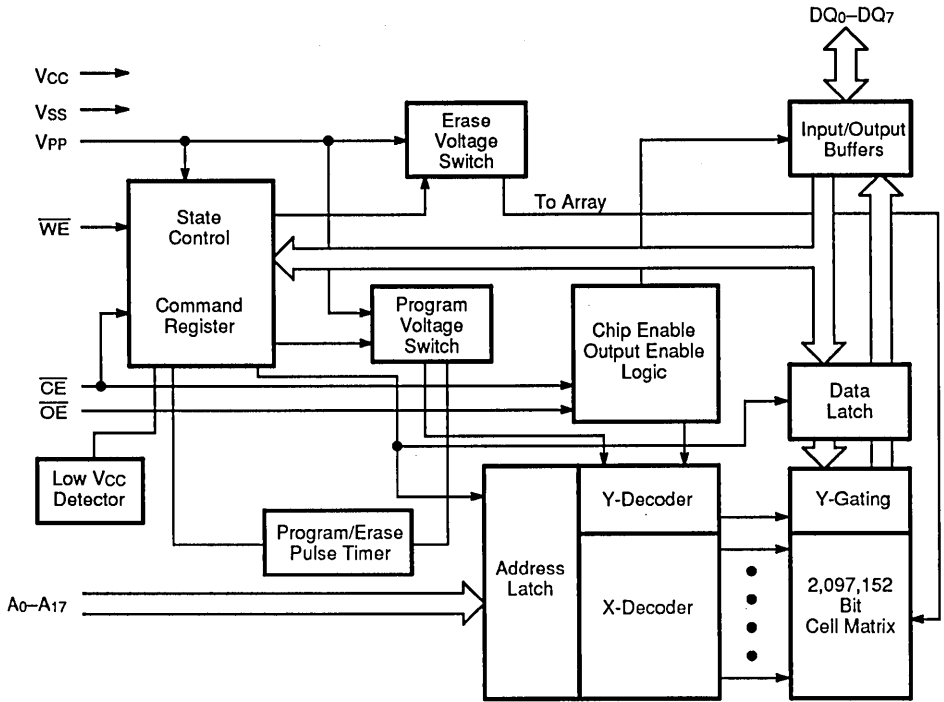 DQ0–DQ7
VCC
VSS
VPP
Erase
Voltage
Switch
Input/Output
Buffers
To Array
WE
State
Control
Command
Register
Program
Voltage
Switch
Chip Enable
Output Enable
Logic
CE
OE
Data
Latch
Low VCC
Detector
Program/Erase
Pulse Timer
Address
Latch
Y-Decoder
Y-Gating
X-Decoder
2,097,152
Bit
Cell Matrix
A0–A17